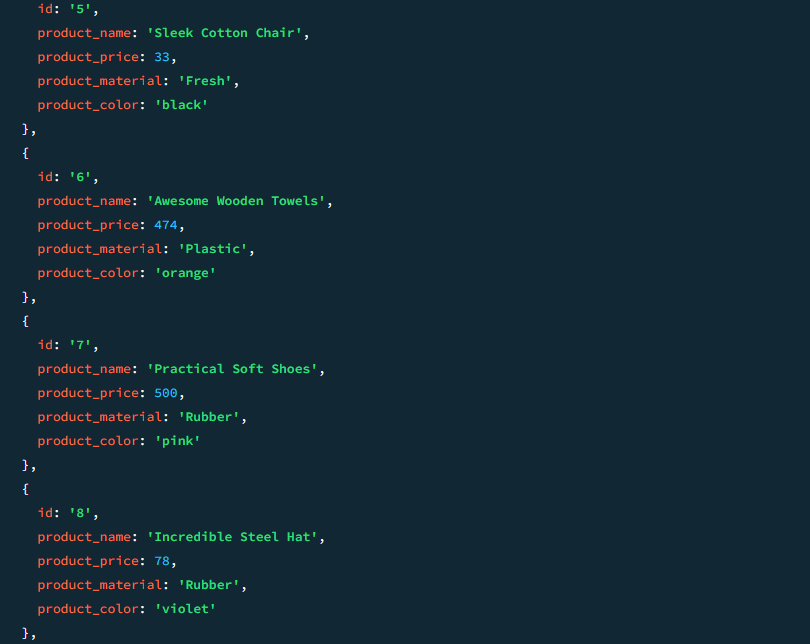 id: '5',
product_name: 'Sleek Cotton Chair',
product_price: 33,
product_material: 'Fresh',
product_color: 'black'
},
{
id: '6',
product_name: 'Awesome Wooden Towels',
product_price: 474,
product_material: 'Plastic',
product_color: 'orange'
},
{
id: '7',
product_name: 'Practical Soft Shoes',
product_price: 500,
product_material: 'Rubber',
product_color: 'pink'
},
{
id: '8',
product_name: 'Incredible Steel Hat',
product_price: 78,
product_material: 'Rubber',
product_color: 'violet'
},